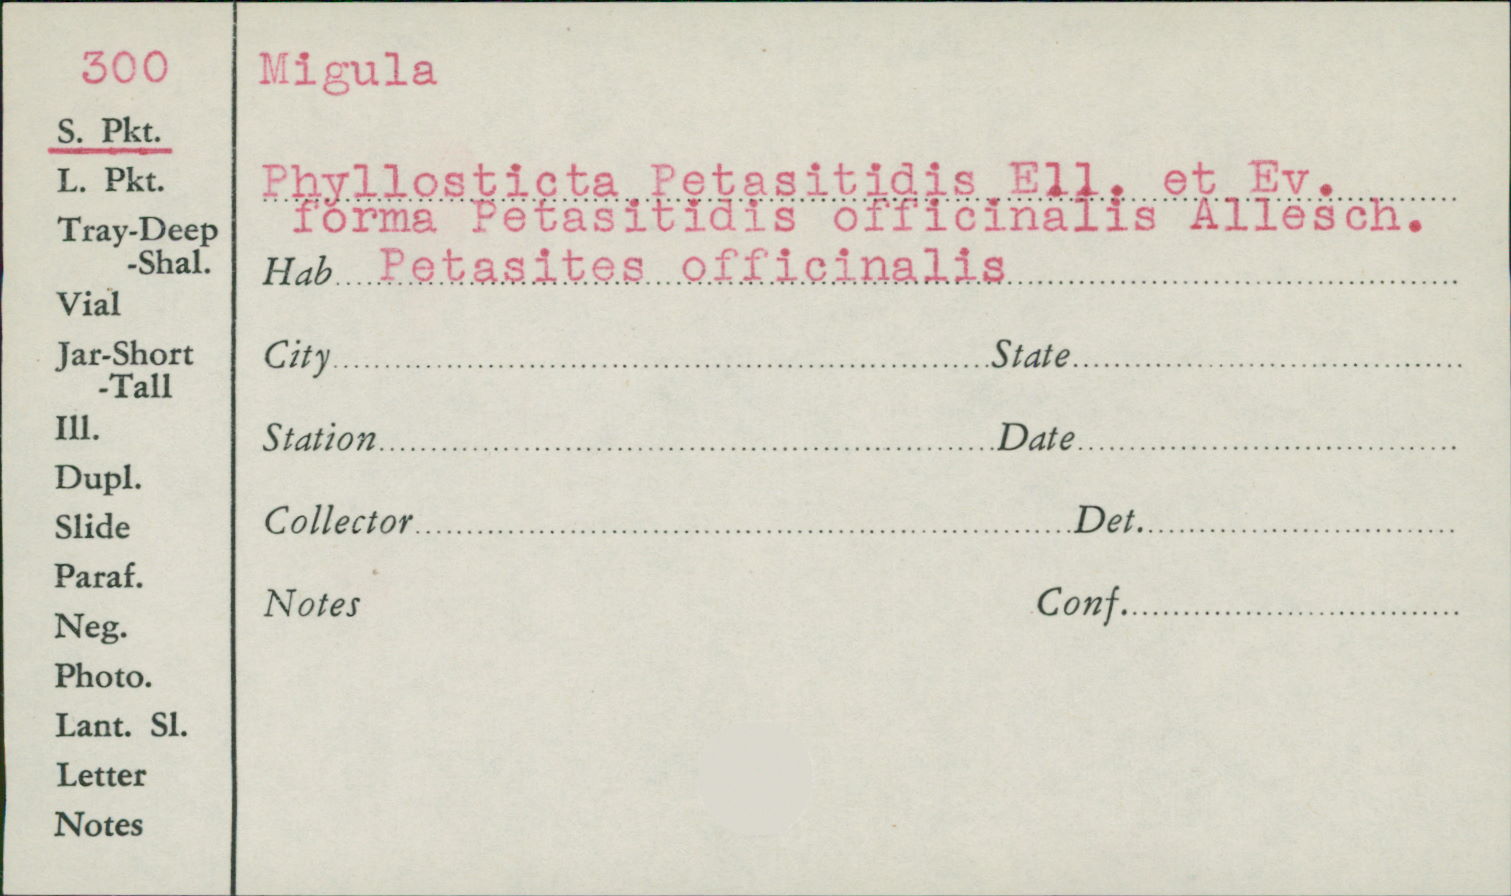 300
S. Pkt.
L. Pkt.
Tray-Deep
-Shal.
Vial
Jar-Short
-Tall
Ill.
Dupl.
Slide
Paraf.
Neg.
Photo.
Lant. Sl.
Letter
Notes
Migula
Phyllosticta Petasitidis Ell. et Ev.
forma Petasitidis officinalis Allesch.
Hab Petasites officinalis
City State
Station Date
Collector Det.
Notes Conf.